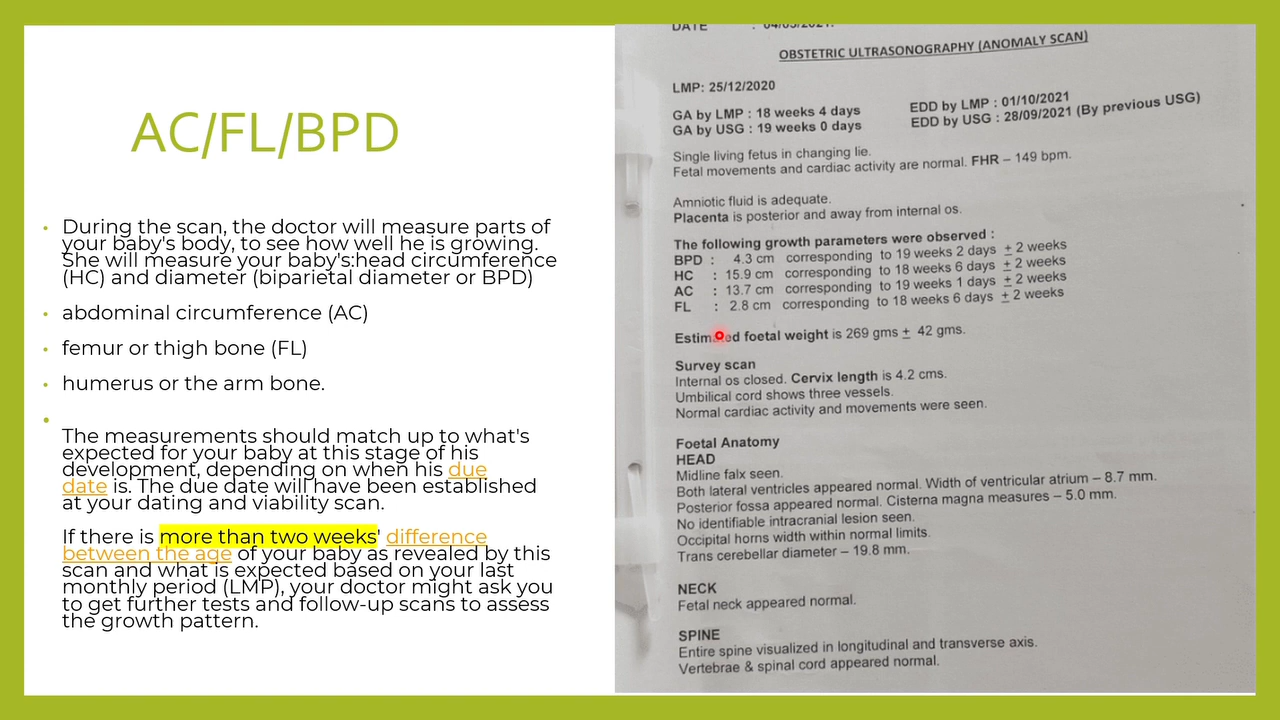 AC/FL/BPD
During the scan, the doctor will measure parts of
your baby's body, to see how well he is growing.
She will measure your baby's:head circumference
(HC) and diameter (biparietal diameter or BPD)
abdominal circumference (AC)
femur or thigh bone (FL)
humerus or the arm bone.
The measurements should match up to what's
expected for your baby at this stage of his
development, depending on when his due
date is. The due date will have been established
at your dating and viability scan.
If there is more than two weeks' difference
between the age of your baby as revealed by this
scan and what is expected based on your last
monthly period (LMP), your doctor might ask you
to get further tests and follow-up scans to assess
the growth pattern.
DATE : 04/05/2021.
OBSTETRIC ULTRASONOGRAPHY (ANOMALY SCAN)
LMP: 25/12/2020
GA by LMP : 18 weeks 4 days EDD by LMP : 01/10/2021
GA by USG : 19 weeks 0 days EDD by USG : 28/09/2021 (By previous USG)
Single living fetus in changing lie.
Fetal movements and cardiac activity are normal. FHR – 149 bpm.
Amniotic fluid is adequate.
Placenta is posterior and away from internal os.
The following growth parameters were observed :
BPD : 4.3 cm corresponding to 19 weeks 2 days ± 2 weeks
HC : 15.9 cm corresponding to 18 weeks 6 days ± 2 weeks
AC : 13.7 cm corresponding to 19 weeks 1 days ± 2 weeks
FL : 2.8 cm corresponding to 18 weeks 6 days ± 2 weeks
Estimated foetal weight is 269 gms ± 42 gms.
Survey scan
Internal os closed. Cervix length is 4.2 cms.
Umbilical cord shows three vessels.
Normal cardiac activity and movements were seen.
Foetal Anatomy
HEAD
Midline falx seen.
Both lateral ventricles appeared normal. Width of ventricular atrium – 8.7 mm.
Posterior fossa appeared normal. Cisterna magna measures – 5.0 mm.
No identifiable intracranial lesion seen.
Occipital horns width within normal limits.
Trans cerebellar diameter – 19.8 mm.
NECK
Fetal neck appeared normal.
SPINE
Entire spine visualized in longitudinal and transverse axis.
Vertebrae & spinal cord appeared normal.